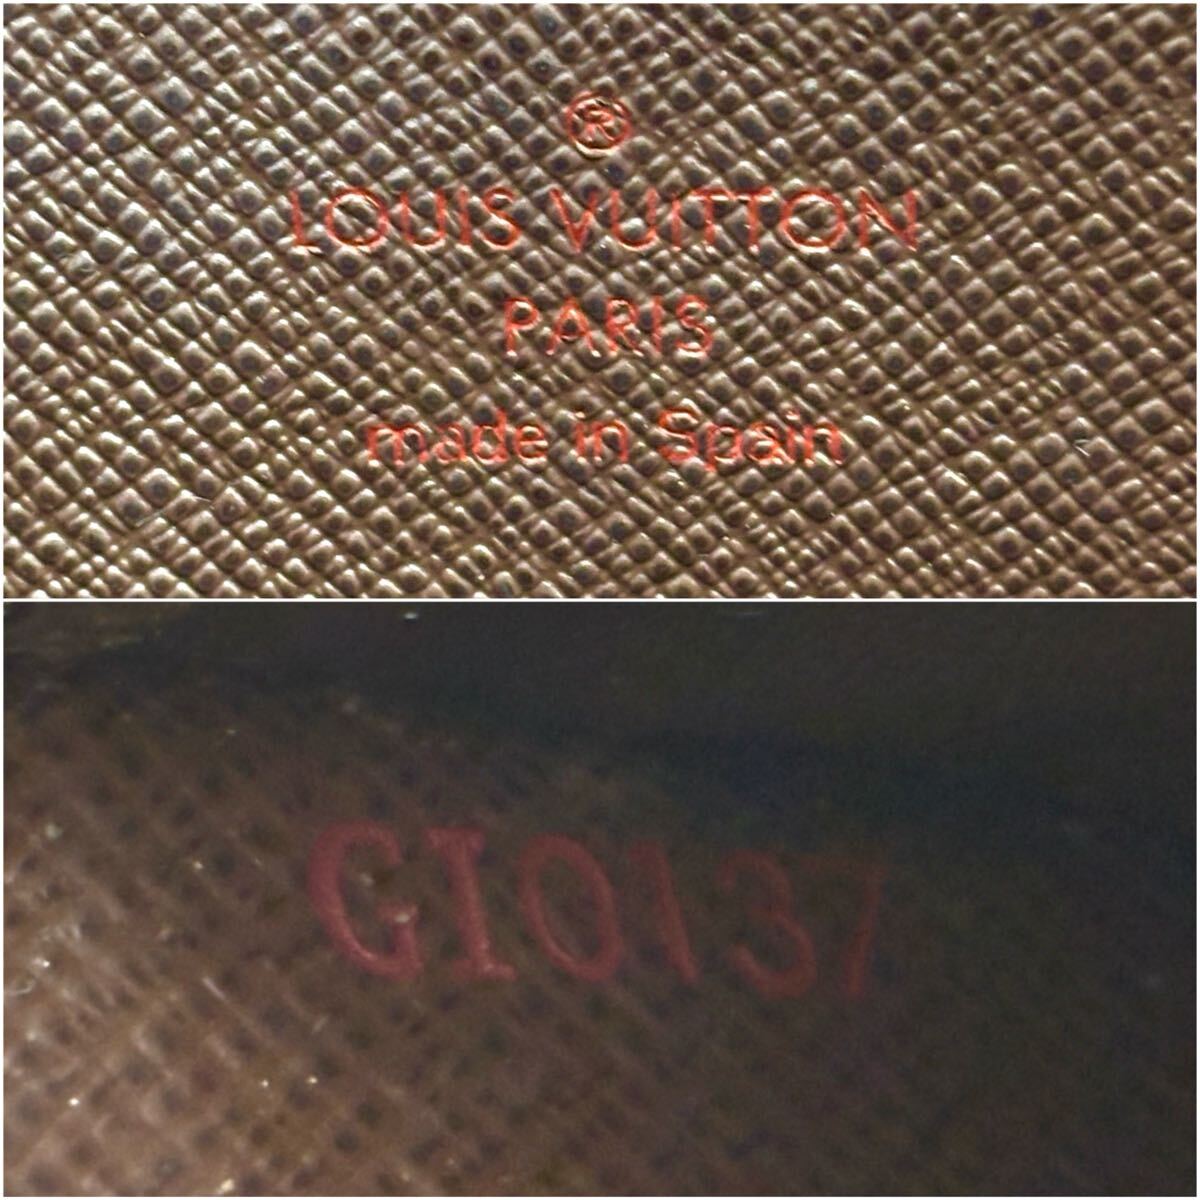 ®
LOUIS VUITTON
PARIS
made in Spain
GI0137